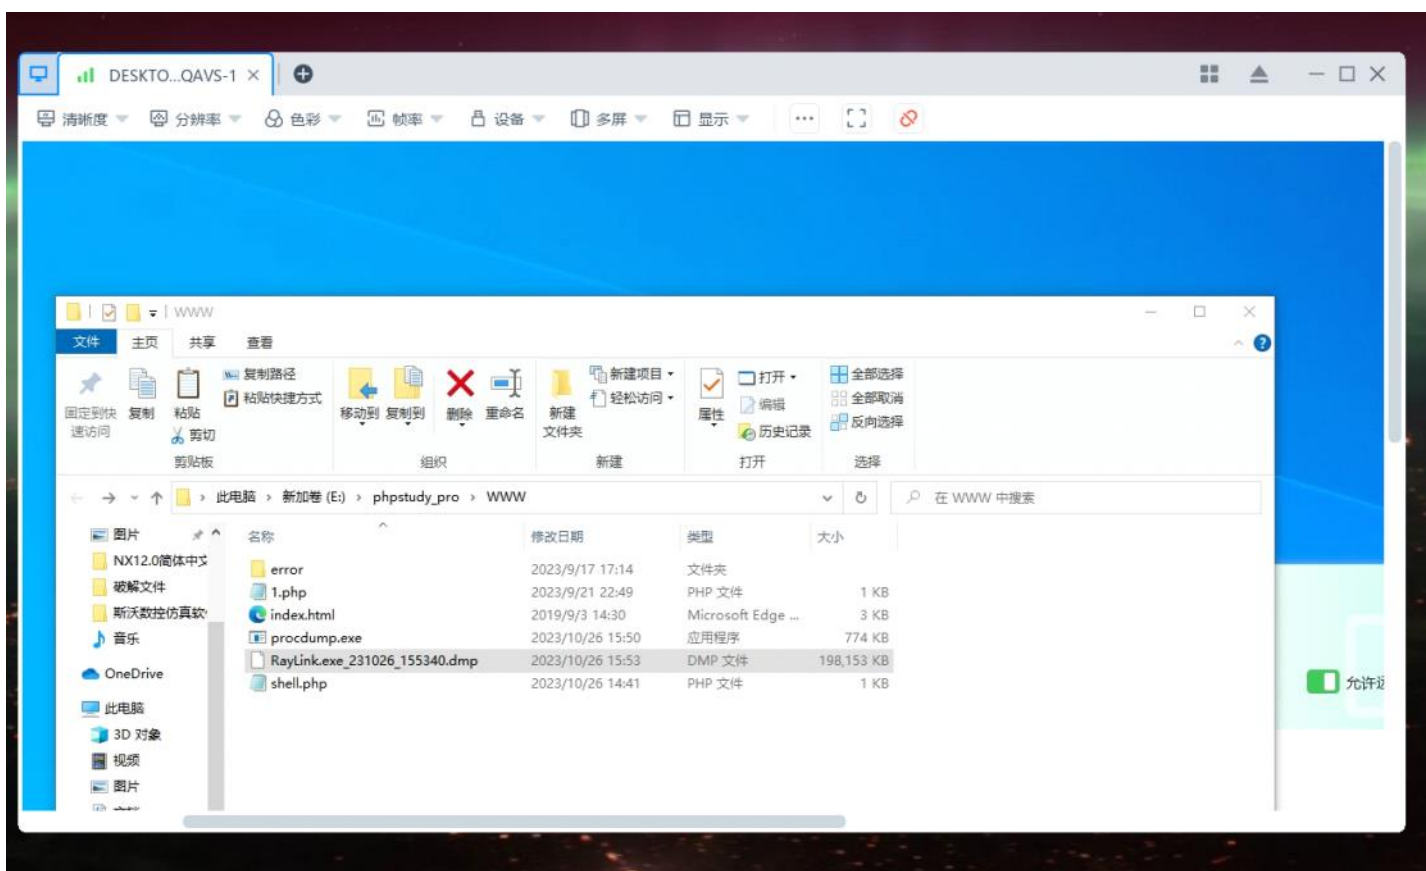 DESKTO...QAVS-1
清晰度 分辨率 色彩 帧率 设备 多屏 显示
WWW
文件 主页 共享 查看
固定到快速访问
复制
粘贴
复制路径
粘贴快捷方式
剪切
移动到 复制到 删除 重命名
新建
文件夹
新建项目
轻松访问
属性
打开
编辑
历史记录
全部选择
全部取消
反向选择
剪贴板 组织 新建 打开 选择
此电脑 › 新加卷 (E:) › phpstudy_pro › WWW
在 WWW 中搜索
名称 修改日期 类型 大小
error 2023/9/17 17:14 文件夹
1.php 2023/9/21 22:49 PHP 文件 1 KB
index.html 2019/9/3 14:30 Microsoft Edge ... 3 KB
procdump.exe 2023/10/26 15:50 应用程序 774 KB
RayLink.exe_231026_155340.dmp 2023/10/26 15:53 DMP 文件 198,153 KB
shell.php 2023/10/26 14:41 PHP 文件 1 KB
图片
NX12.0简体中文
破解文件
斯沃数控仿真软
音乐
OneDrive
此电脑
3D 对象
视频
图片
允许远